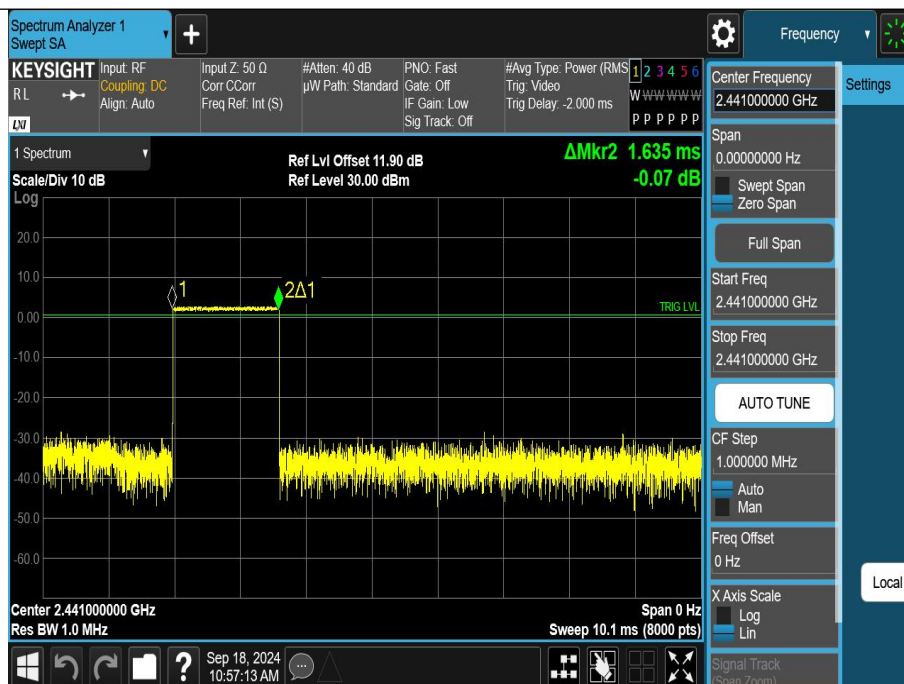 Spectrum Analyzer 1
Swept SA
Frequency
KEYSIGHT
RL
LXI
Input: RF
Coupling: DC
Align: Auto
Input Z: 50 Ω
Corr CCorr
Freq Ref: Int (S)
#Atten: 40 dB
µW Path: Standard
PNO: Fast
Gate: Off
IF Gain: Low
Sig Track: Off
#Avg Type: Power (RMS
Trig: Video
Trig Delay: -2.000 ms
1 2 3 4 5 6
W W W W W W
P P P P P P
1 Spectrum
Scale/Div 10 dB
Log
Ref Lvl Offset 11.90 dB
Ref Level 30.00 dBm
ΔMkr2 1.635 ms
-0.07 dB
20.0
10.0
0.00
-10.0
-20.0
-30.0
-40.0
-50.0
-60.0
1
2Δ1
TRIG LVL
Center 2.441000000 GHz
Res BW 1.0 MHz
Span 0 Hz
Sweep 10.1 ms (8000 pts)
Center Frequency
2.441000000 GHz
Span
0.00000000 Hz
Swept Span
Zero Span
Full Span
Start Freq
2.441000000 GHz
Stop Freq
2.441000000 GHz
AUTO TUNE
CF Step
1.000000 MHz
Auto
Man
Freq Offset
0 Hz
X Axis Scale
Log
Lin
Signal Track
(Span Zoom)
Settings
Local
?
Sep 18, 2024
10:57:13 AM